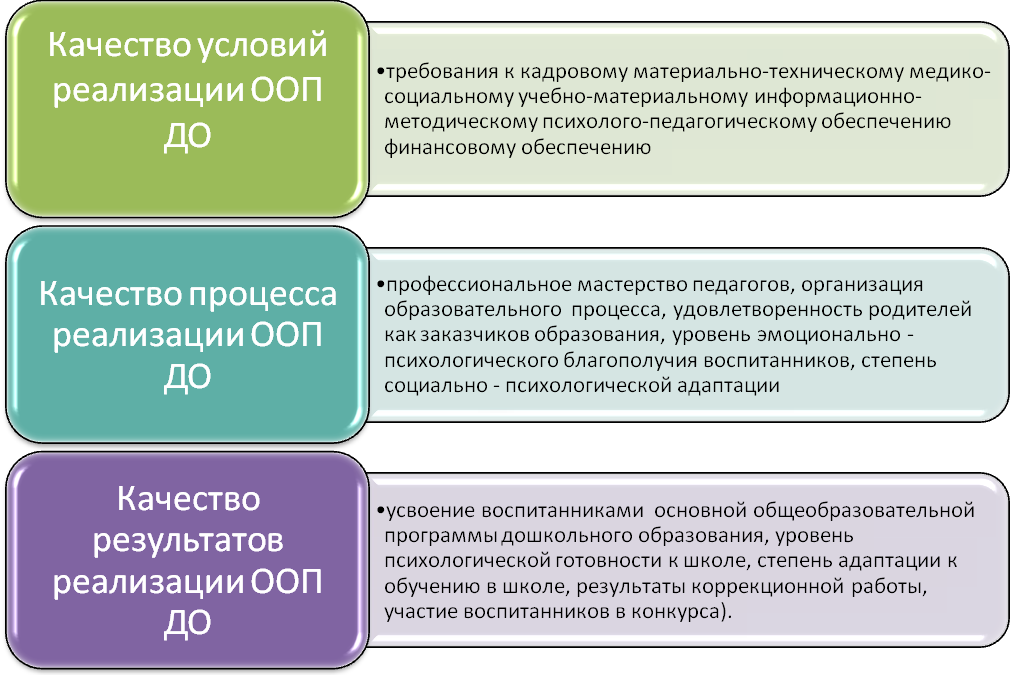 Качество условий
реализации ООП
ДО
•требования к кадровому материально-техническому медико-
социальному учебно-материальному информационно-
методическому психолого-педагогическому обеспечению
финансовому обеспечению
Качество процесса
реализации ООП
ДО
•профессиональное мастерство педагогов, организация
образовательного процесса, удовлетворенность родителей
как заказчиков образования, уровень эмоционально -
психологического благополучия воспитанников, степень
социально - психологической адаптации
Качество
результатов
реализации ООП
ДО
•усвоение воспитанниками основной общеобразовательной
программы дошкольного образования, уровень
психологической готовности к школе, степень адаптации к
обучению в школе, результаты коррекционной работы,
участие воспитанников в конкурса).